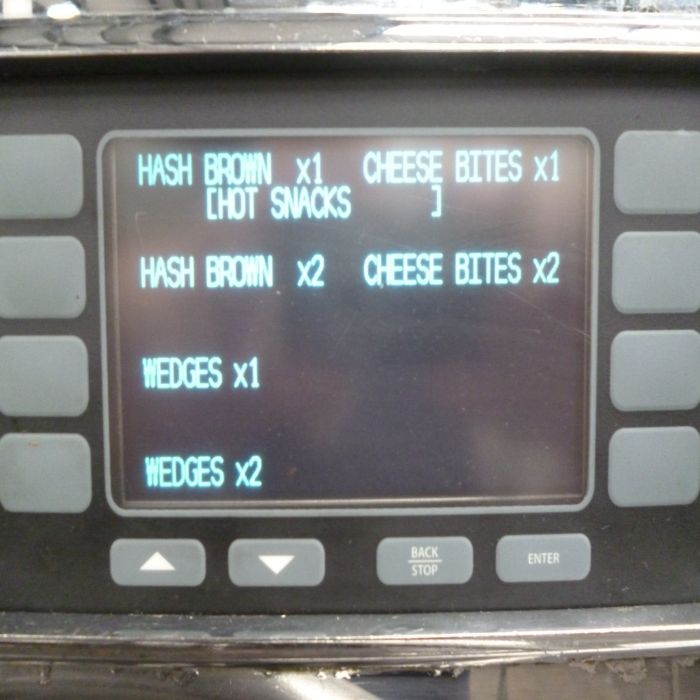 HASH BROWN x1 CHEESE BITES x1
[HOT SNACKS ]
HASH BROWN x2 CHEESE BITES x2
WEDGES x1
WEDGES x2
BACK
STOP
ENTER